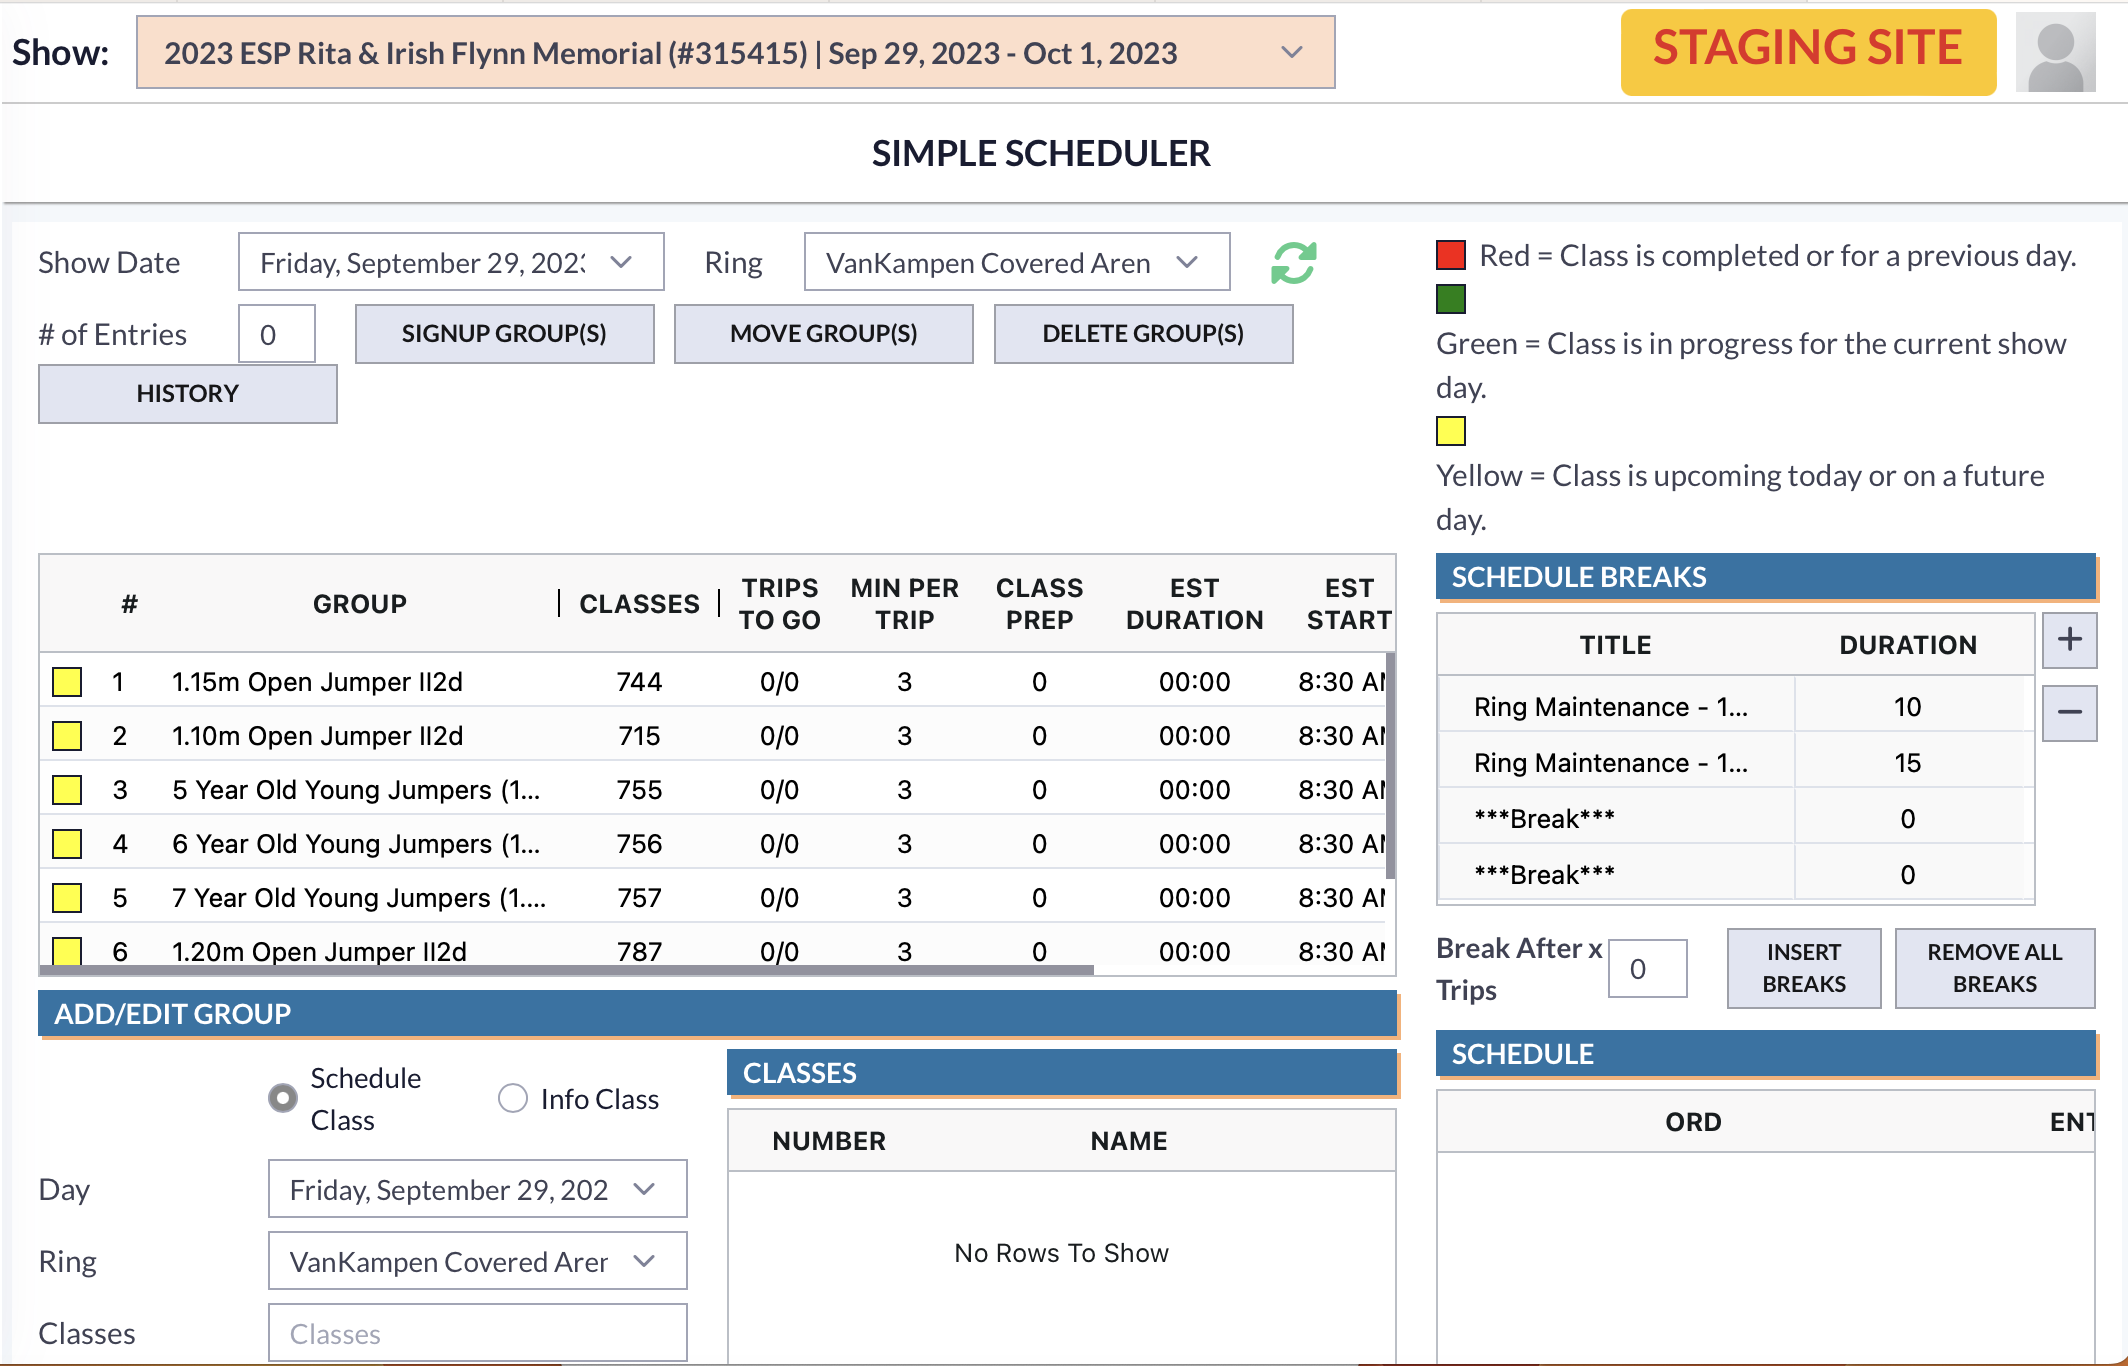 Show:
2023 ESP Rita & Irish Flynn Memorial (#315415) | Sep 29, 2023 - Oct 1, 2023
STAGING SITE
SIMPLE SCHEDULER
Show Date
Friday, September 29, 202
Ring
VanKampen Covered Aren
# of Entries
0
SIGNUP GROUP(S)
MOVE GROUP(S)
DELETE GROUP(S)
HISTORY
Red = Class is completed or for a previous day.
Green = Class is in progress for the current show
day.
Yellow = Class is upcoming today or on a future
day.
# GROUP CLASSES TRIPS TO GO MIN PER TRIP CLASS PREP EST DURATION EST START
1 1.15m Open Jumper II2d 744 0/0 3 0 00:00 8:30 AM
2 1.10m Open Jumper II2d 715 0/0 3 0 00:00 8:30 AM
3 5 Year Old Young Jumpers (1... 755 0/0 3 0 00:00 8:30 AM
4 6 Year Old Young Jumpers (1... 756 0/0 3 0 00:00 8:30 AM
5 7 Year Old Young Jumpers (1.... 757 0/0 3 0 00:00 8:30 AM
6 1.20m Open Jumper II2d 787 0/0 3 0 00:00 8:30 AM
SCHEDULE BREAKS
TITLE DURATION
+
Ring Maintenance - 1... 10
−
Ring Maintenance - 1... 15
***Break*** 0
***Break*** 0
Break After x
Trips
0
INSERT
BREAKS
REMOVE ALL
BREAKS
ADD/EDIT GROUP
Schedule
Class
Info Class
Day
Friday, September 29, 202
Ring
VanKampen Covered Arer
Classes
Classes
CLASSES
NUMBER NAME
No Rows To Show
SCHEDULE
ORD ENT